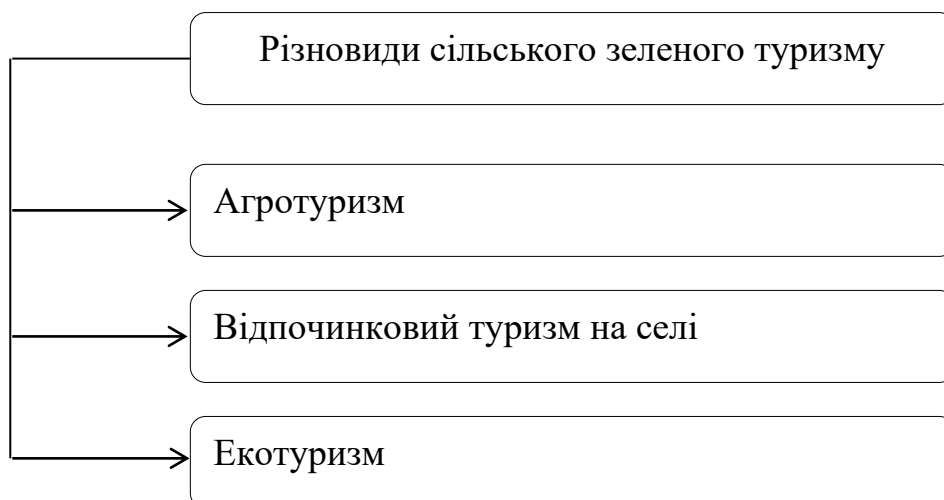 Різновиди сільського зеленого туризму
Агротуризм
Відпочинковий туризм на селі
Екотуризм